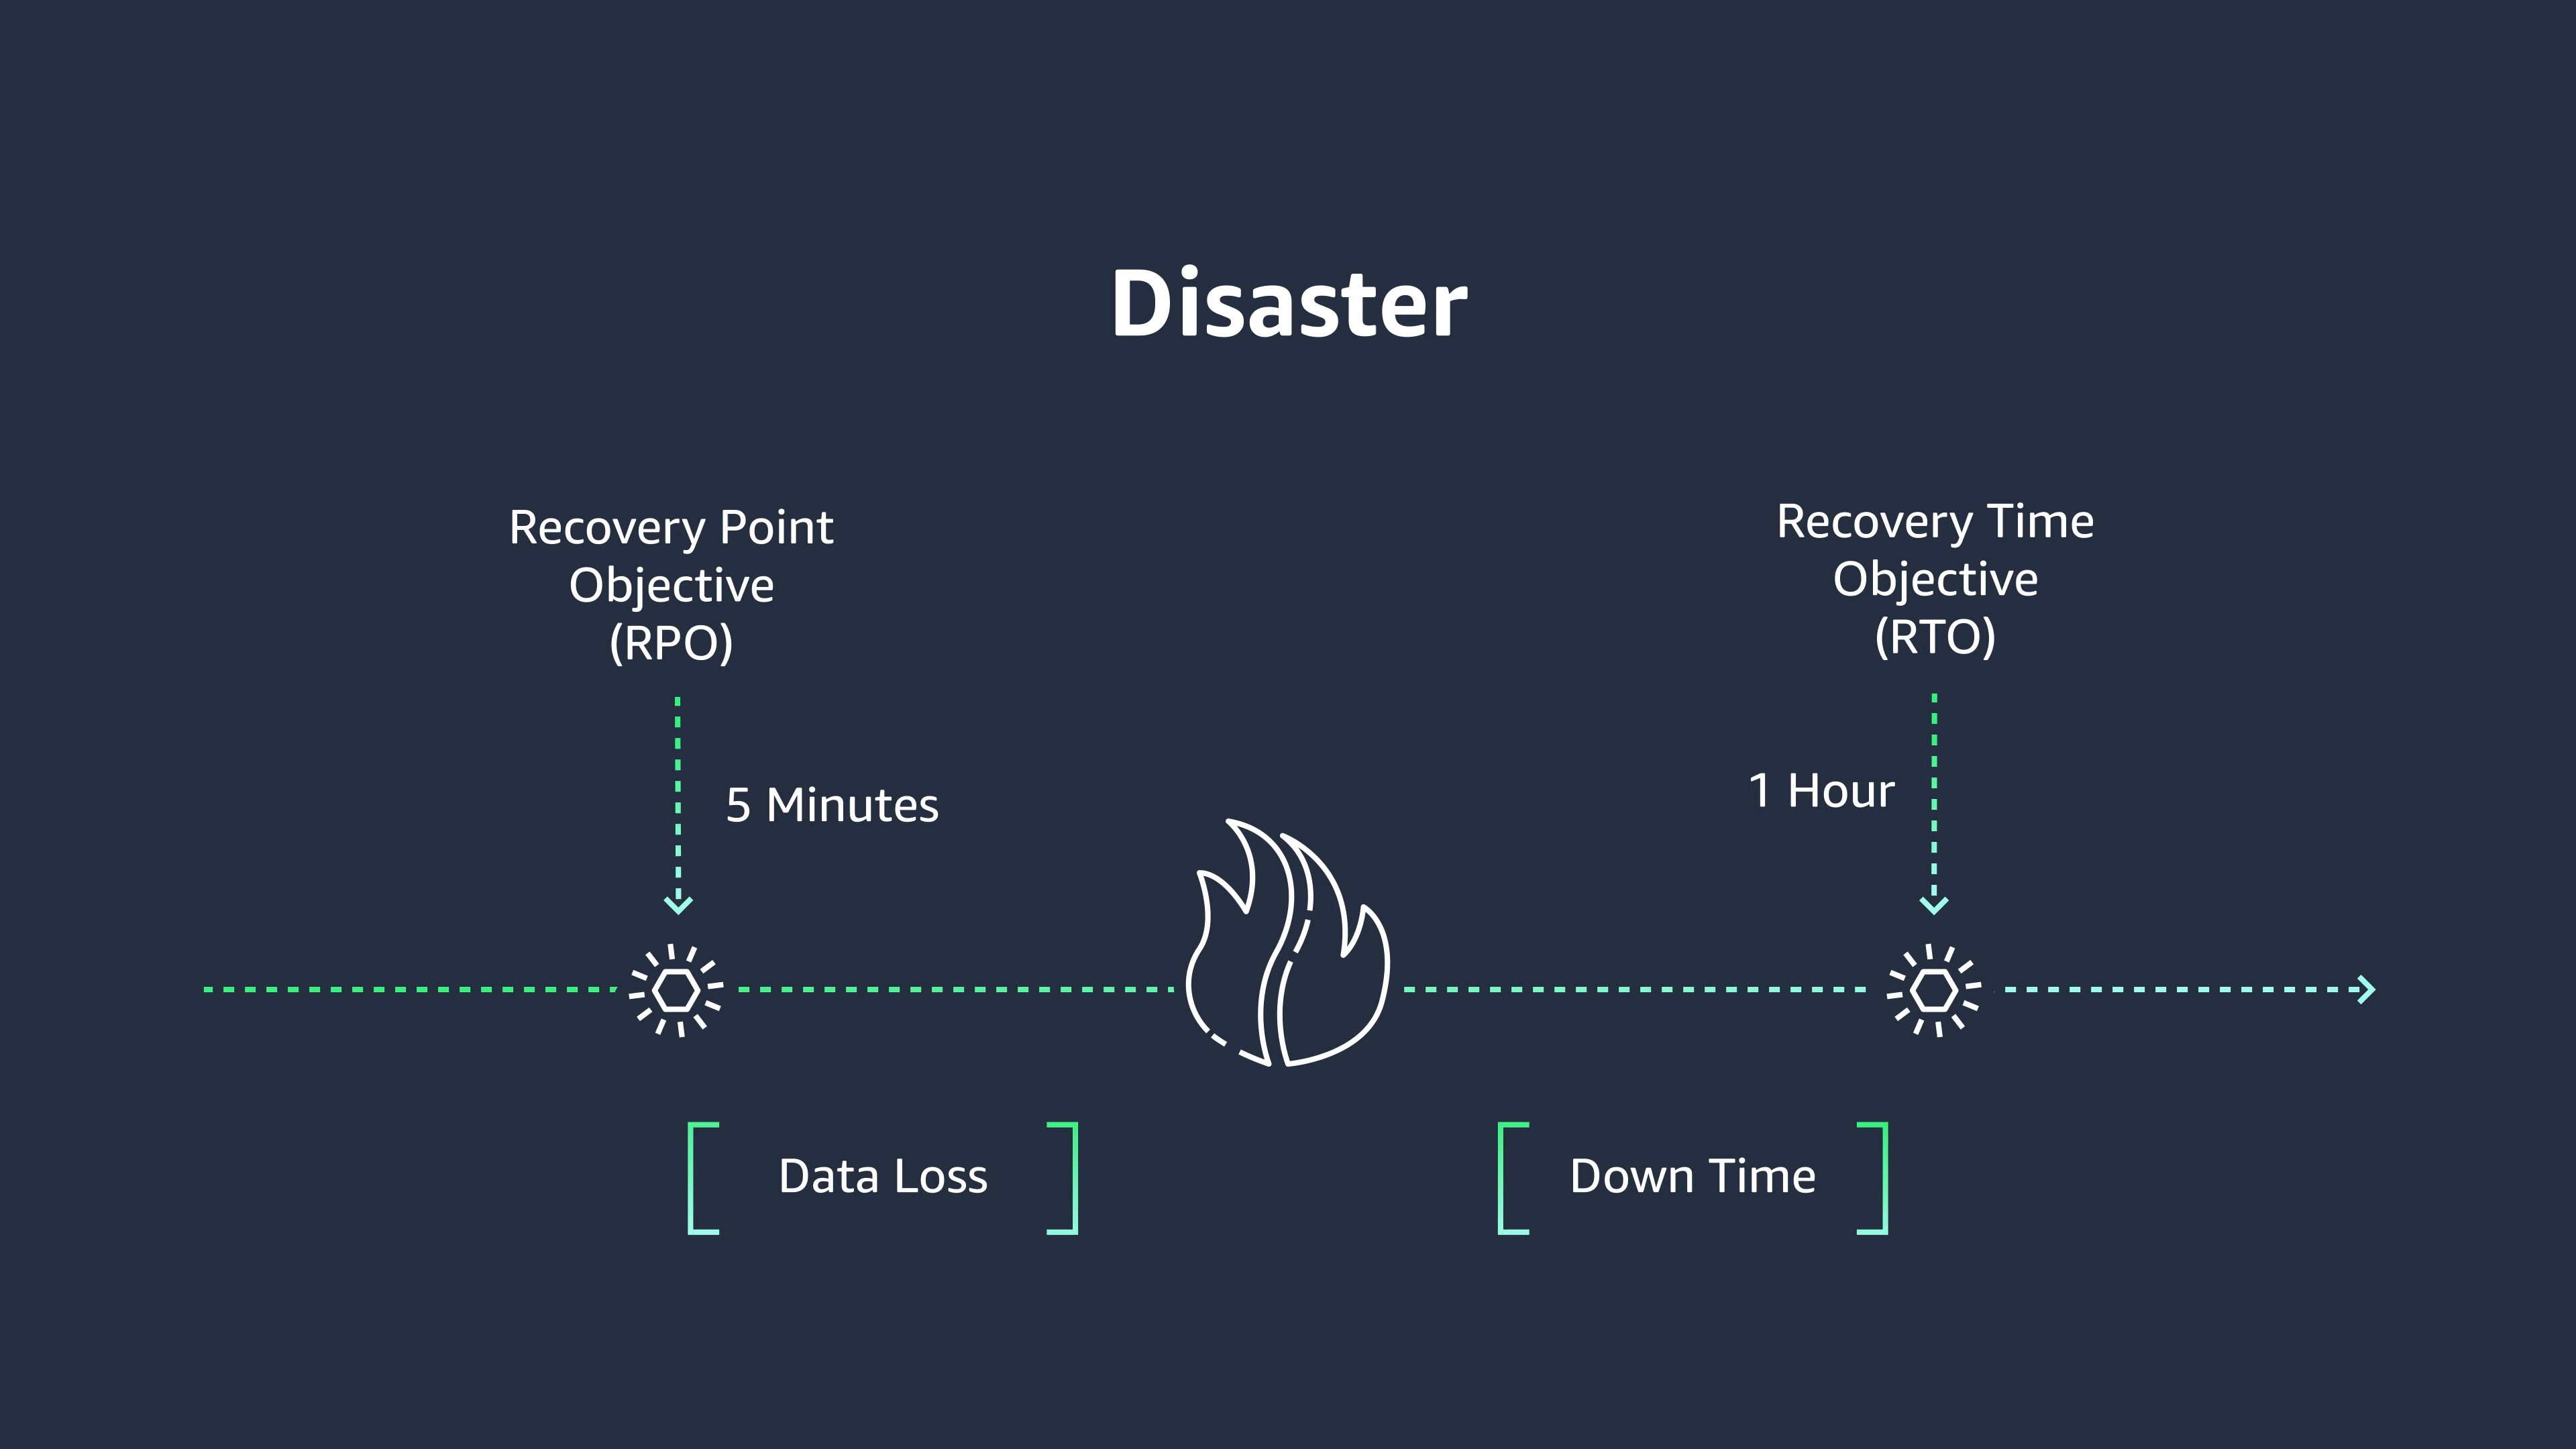 Disaster
Recovery Point
Objective
(RPO)
5 Minutes
Recovery Time
Objective
(RTO)
1 Hour
Data Loss
Down Time